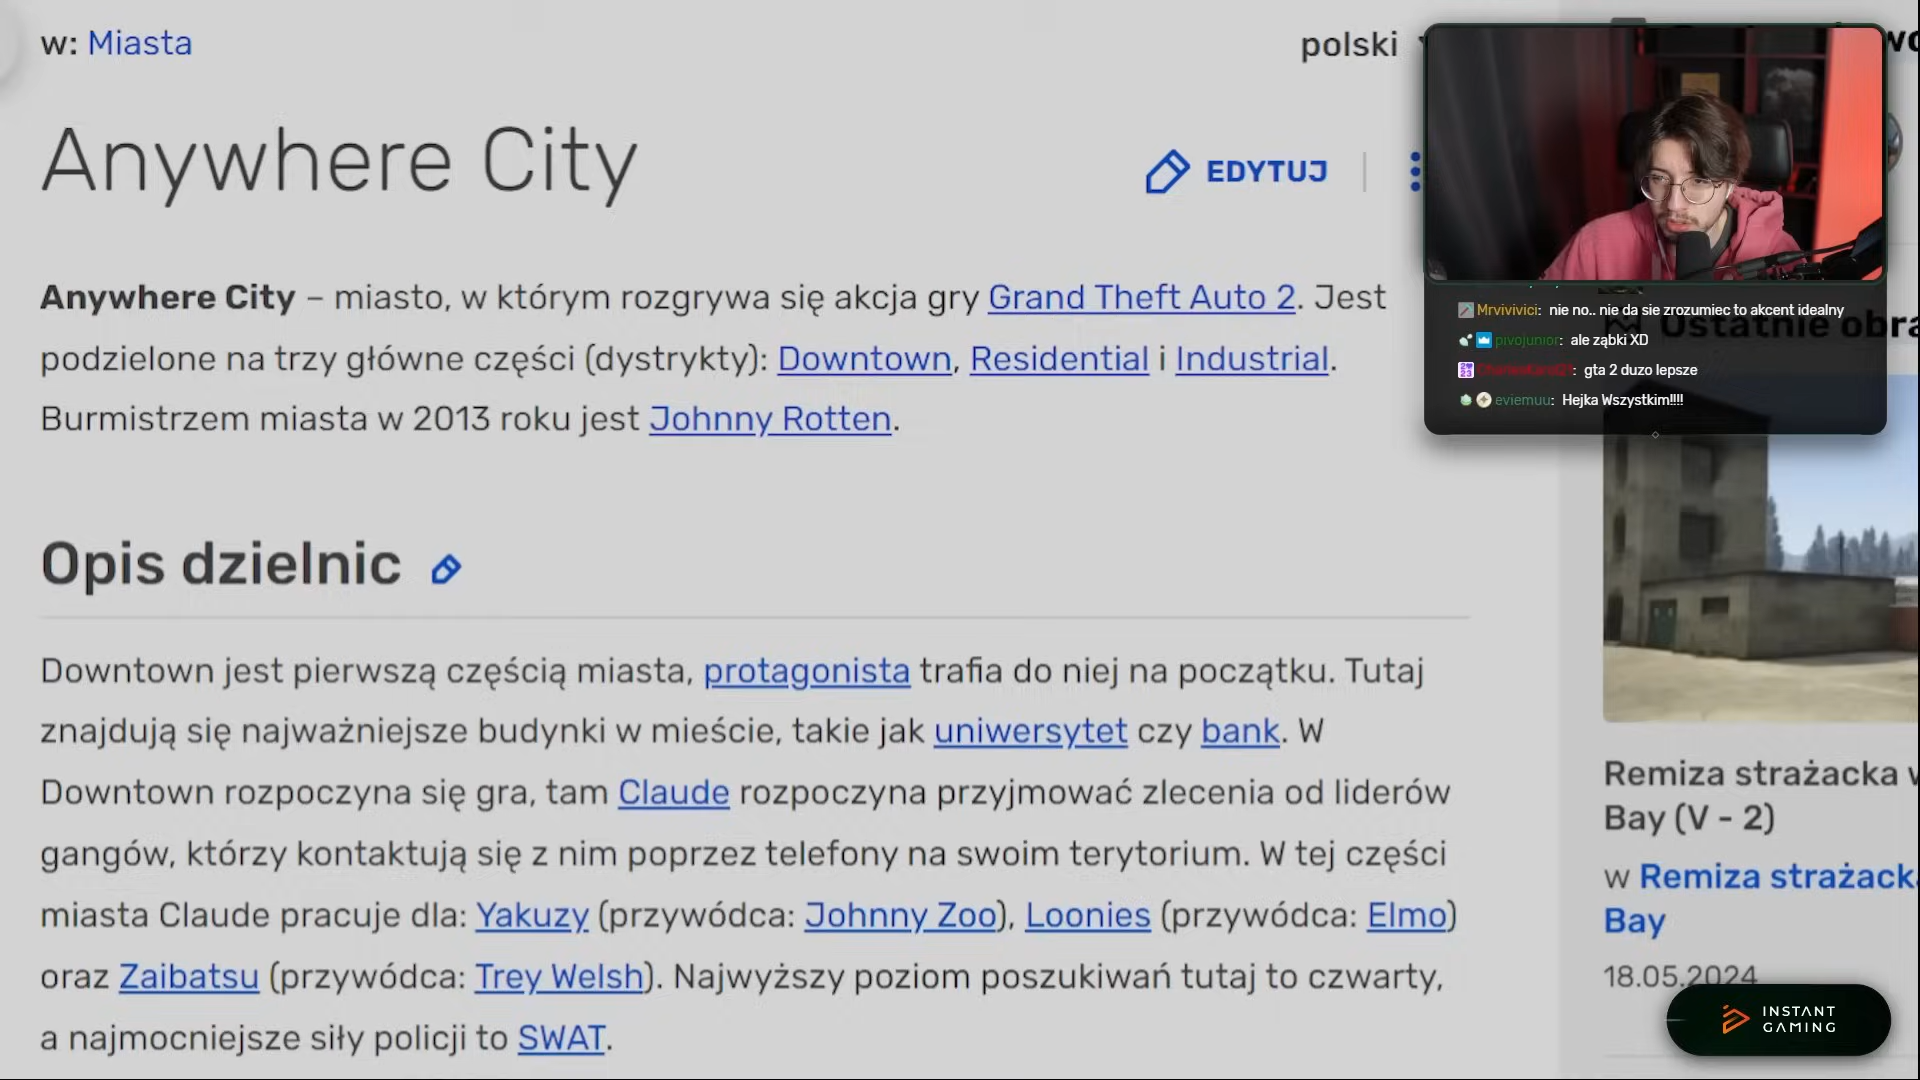 w: Miasta
polski
Anywhere City
EDYTUJ
Anywhere City – miasto, w którym rozgrywa się akcja gry Grand Theft Auto 2. Jest
podzielone na trzy główne części (dystrykty): Downtown, Residential i Industrial.
Burmistrzem miasta w 2013 roku jest Johnny Rotten.
Opis dzielnic
Downtown jest pierwszą częścią miasta, protagonista trafia do niej na początku. Tutaj
znajdują się najważniejsze budynki w mieście, takie jak uniwersytet czy bank. W
Downtown rozpoczyna się gra, tam Claude rozpoczyna przyjmować zlecenia od liderów
gangów, którzy kontaktują się z nim poprzez telefony na swoim terytorium. W tej części
miasta Claude pracuje dla: Yakuzy (przywódca: Johnny Zoo), Loonies (przywódca: Elmo)
oraz Zaibatsu (przywódca: Trey Welsh). Najwyższy poziom poszukiwań tutaj to czwarty,
a najmocniejsze siły policji to SWAT.
Mrvivivici: nie no.. nie da sie zrozumiec to akcent idealny
pivojunior: ale ząbki XD
gta 2 duzo lepsze
eviemuu: Hejka Wszystkim!!!!
Ostatnie obra
Remiza strażacka w
Bay (V - 2)
w Remiza strażacka
Bay
18.05.2024
INSTANT
GAMING